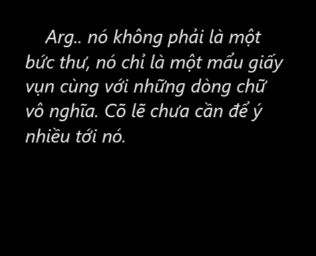 Arg.. nó không phải là một
bức thư, nó chỉ là một mẩu giấy
vụn cùng với những dòng chữ
vô nghĩa. Cõ lẽ chưa cần để ý
nhiều tới nó.